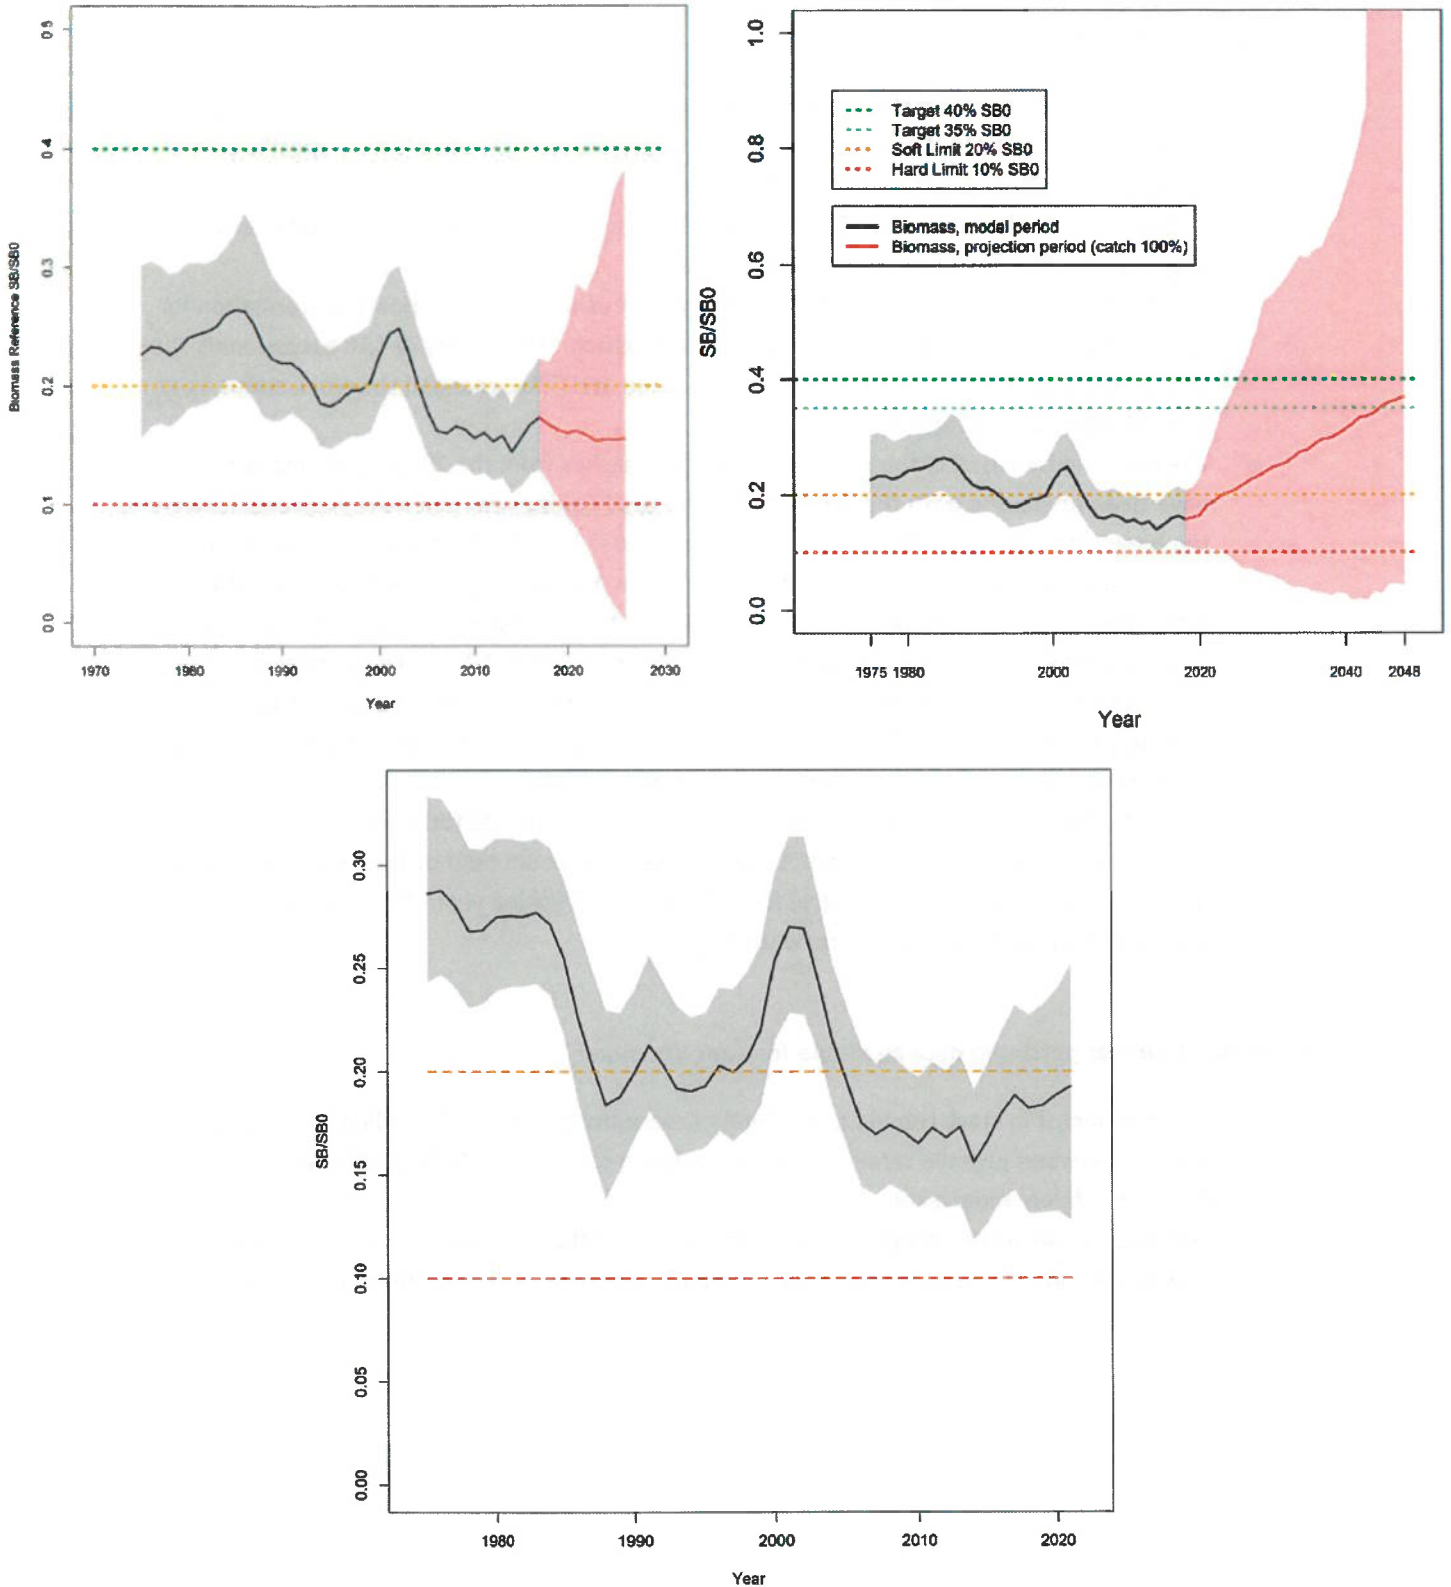 0.5
0.4
0.3
0.2
0.1
0.0
Biomass Reference SB/SB0
1970 1980 1990 2000 2010 2020 2030
Year
1.0
0.8
0.6
0.4
0.2
0.0
SB/SB0
Target 40% SB0
Target 35% SB0
Soft Limit 20% SB0
Hard Limit 10% SB0
Biomass, model period
Biomass, projection period (catch 100%)
1975 1980 2000 2020 2040 2048
Year
0.30
0.25
0.20
0.15
0.10
0.05
0.00
SB/SB0
1980 1990 2000 2010 2020
Year